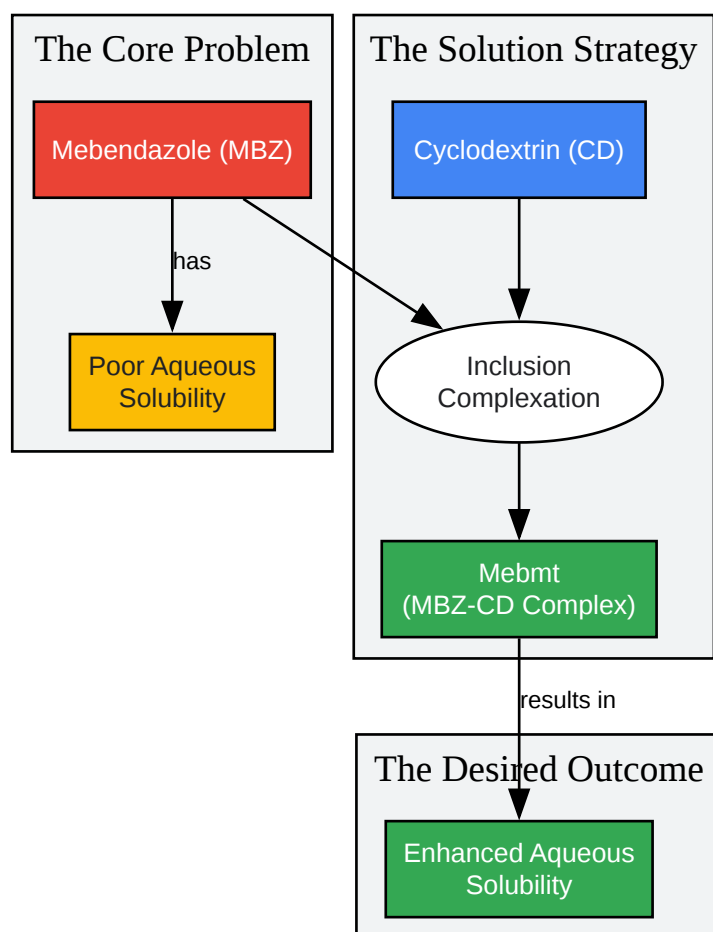 The Core Problem
Mebendazole (MBZ)
has
Poor Aqueous
Solubility
The Solution Strategy
Cyclodextrin (CD)
Inclusion
Complexation
Mebmt
(MBZ-CD Complex)
results in
The Desired Outcome
Enhanced Aqueous
Solubility